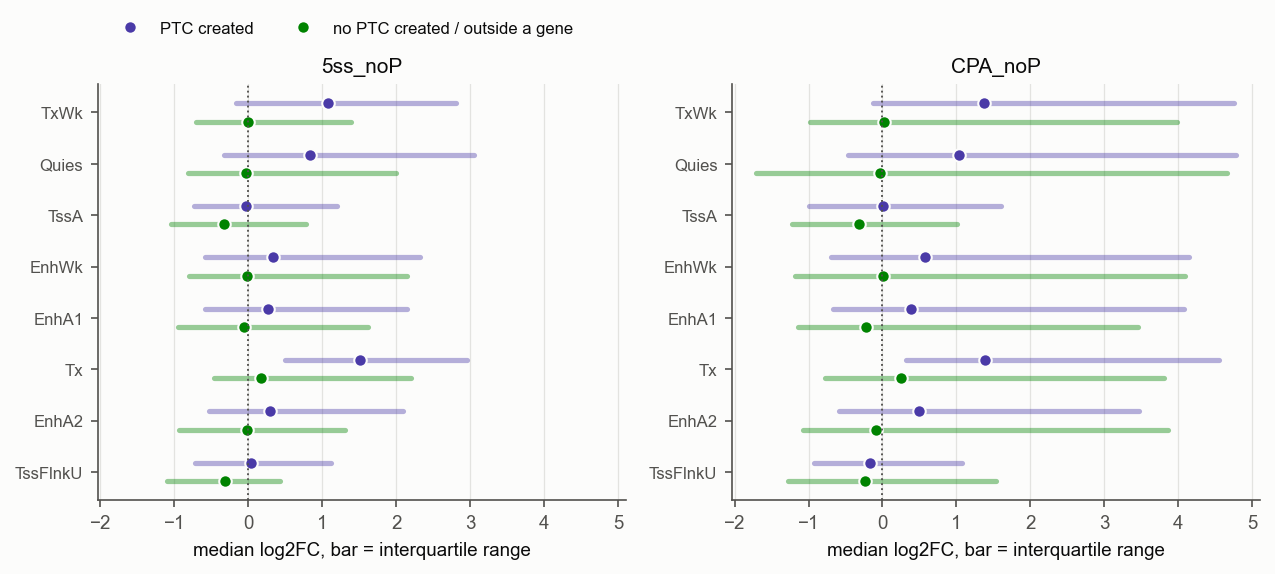 PTC created   no PTC created / outside a gene
5ss_noP
TxWk
Quies
TssA
EnhWk
EnhA1
Tx
EnhA2
TssFlnkU
−2 −1 0 1 2 3 4 5
median log2FC, bar = interquartile range
CPA_noP
TxWk
Quies
TssA
EnhWk
EnhA1
Tx
EnhA2
TssFlnkU
−2 −1 0 1 2 3 4 5
median log2FC, bar = interquartile range